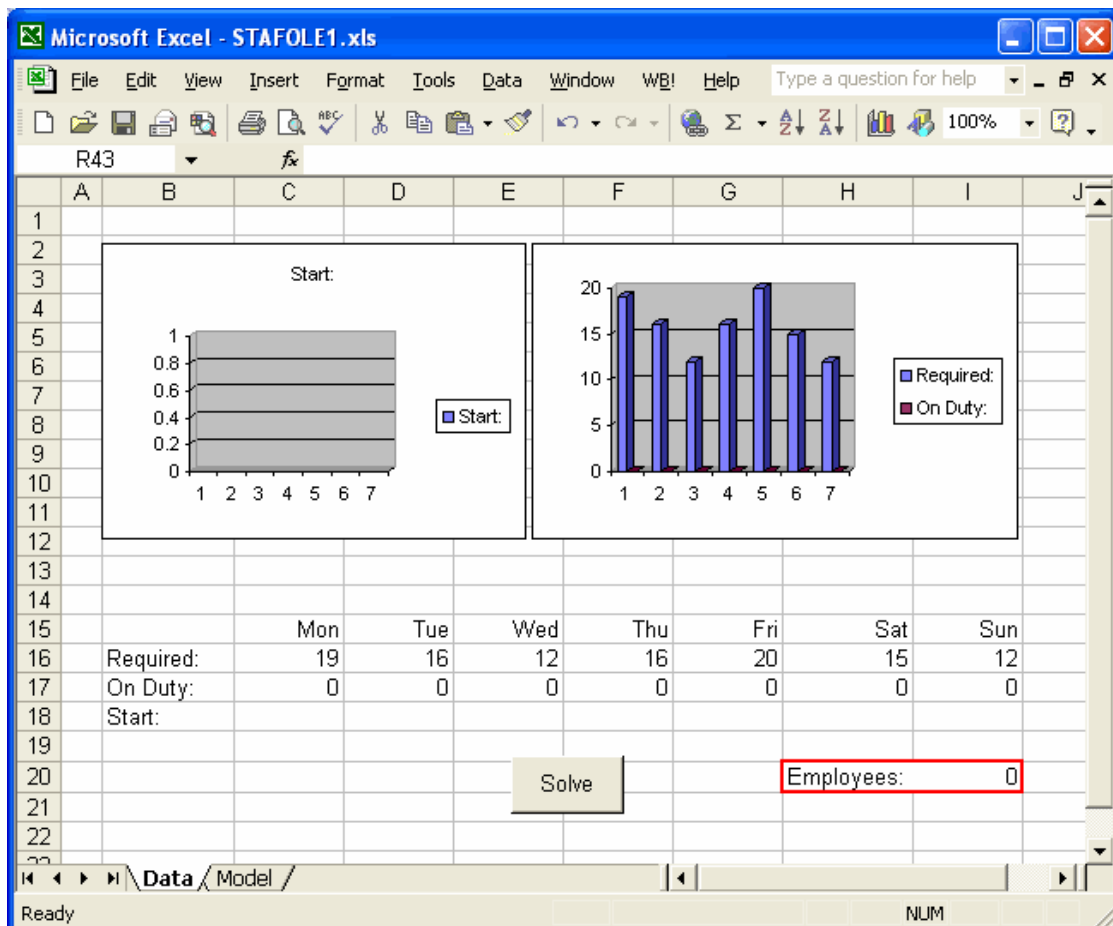 Microsoft Excel - STAFOLE1.xls
File Edit View Insert Format Tools Data Window WB! Help Type a question for help
100%
R43 fx
A B C D E F G H I J
1
2
3 Start:
4 20
5 1 15
6 0.8 Required:
7 0.6 10 On Duty:
8 0.4 Start: 5
9 0.2
10 0 0
11 1 2 3 4 5 6 7 1 2 3 4 5 6 7
12
13
14
15 Mon Tue Wed Thu Fri Sat Sun
16 Required: 19 16 12 16 20 15 12
17 On Duty: 0 0 0 0 0 0 0
18 Start:
19
20 Solve Employees: 0
21
22
Data Model
Ready NUM